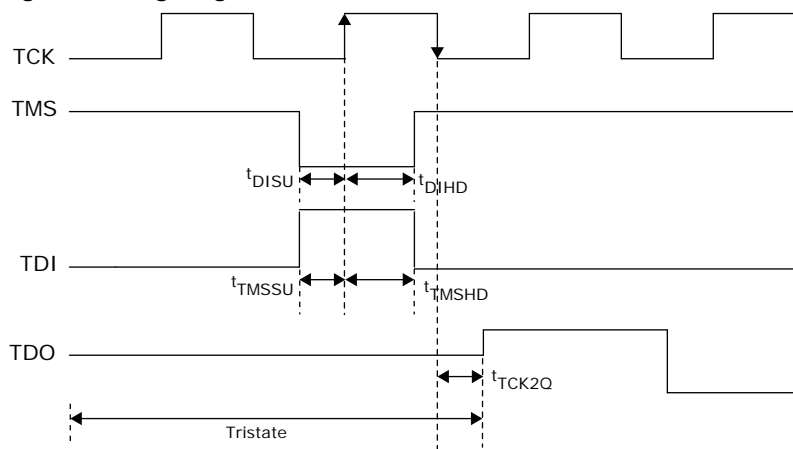 TCK
TMS
tDISU
tDIHD
TDI
tTMSSU
tTMSHD
TDO
tTCK2Q
Tristate